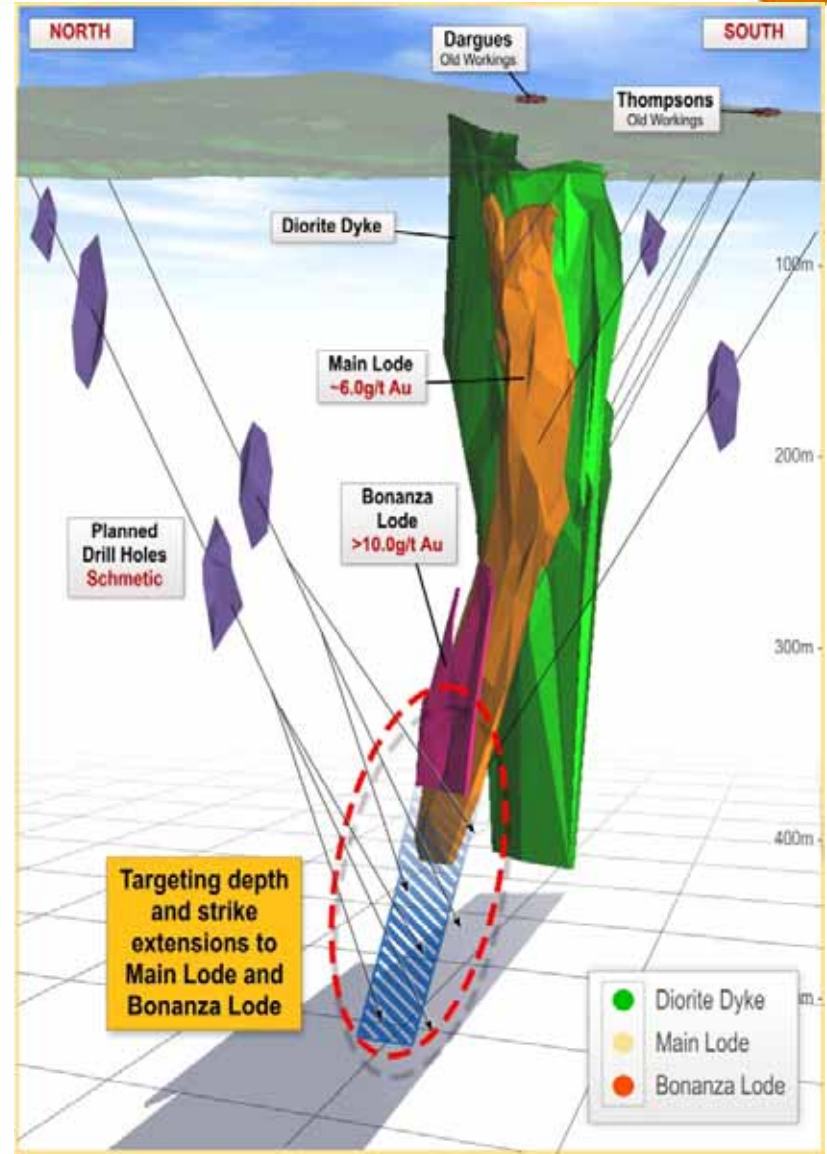 NORTH
SOUTH
Dargues
Old Workings
Thompsons
Old Workings
Diorite Dyke
100m -
Main Lode
~6.0g/t Au
200m -
Bonanza
Lode
>10.0g/t Au
Planned
Drill Holes
Schmetic
300m -
400m -
Targeting depth
and strike
extensions to
Main Lode and
Bonanza Lode
Diorite Dyke
Main Lode
Bonanza Lode